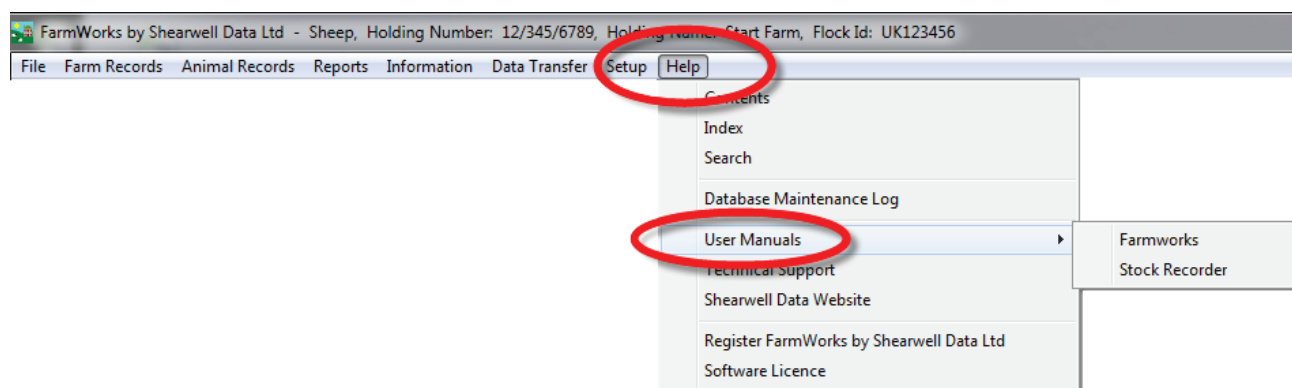 FarmWorks by Shearwell Data Ltd - Sheep, Holding Number: 12/345/6789, Holding Name: Start Farm, Flock Id: UK123456
File Farm Records Animal Records Reports Information Data Transfer Setup Help
Contents
Index
Search
Database Maintenance Log
User Manuals
Farmworks
Technical Support
Stock Recorder
Shearwell Data Website
Register FarmWorks by Shearwell Data Ltd
Software Licence